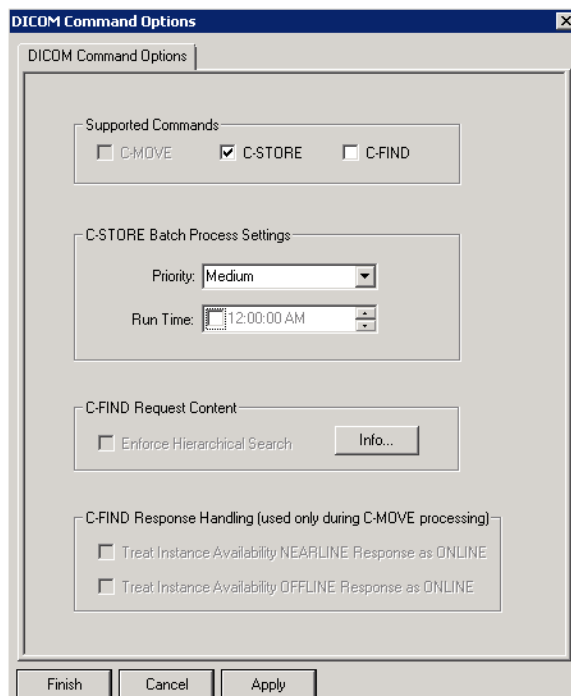 DICOM Command Options
DICOM Command Options
Supported Commands
C-MOVE C-STORE C-FIND
C-STORE Batch Process Settings
Priority: Medium
Run Time: 12:00:00 AM
C-FIND Request Content
Enforce Hierarchical Search Info...
C-FIND Response Handling (used only during C-MOVE processing)
Treat Instance Availability NEARLINE Response as ONLINE
Treat Instance Availability OFFLINE Response as ONLINE
Finish Cancel Apply